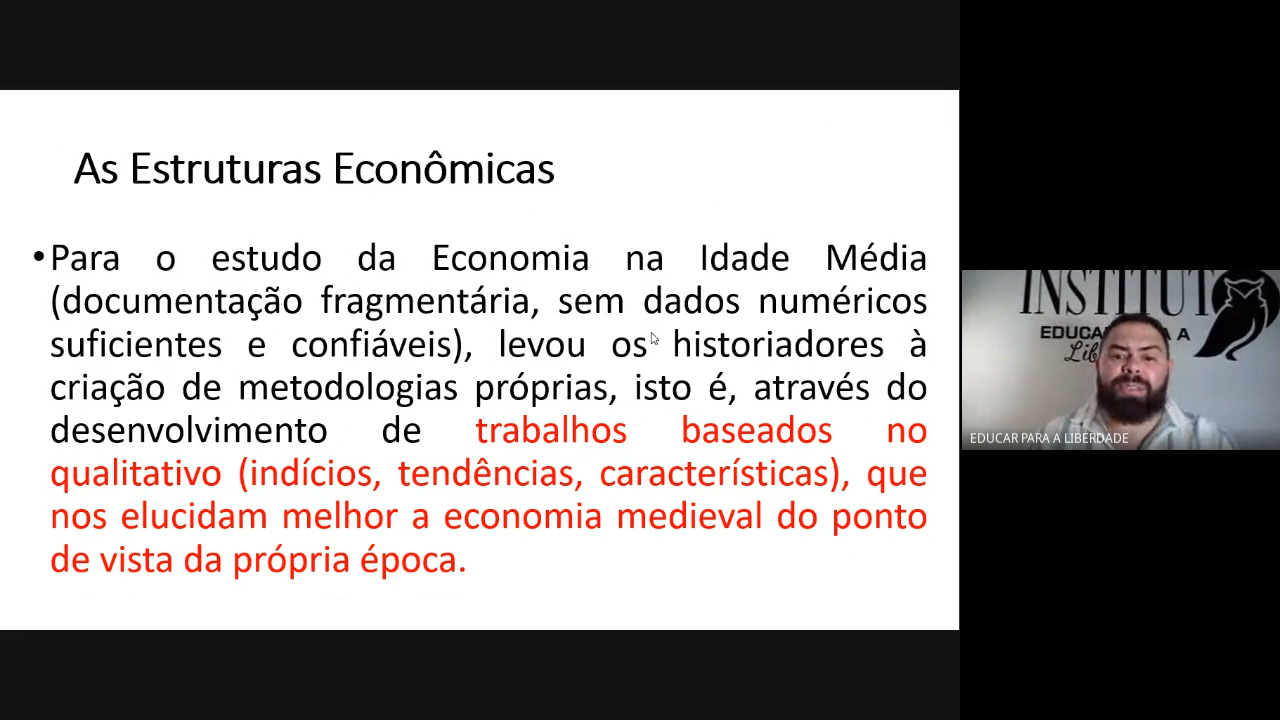 As Estruturas Econômicas
•Para o estudo da Economia na Idade Média
(documentação fragmentária, sem dados numéricos
suficientes e confiáveis), levou os historiadores à
criação de metodologias próprias, isto é, através do
desenvolvimento de trabalhos baseados no
qualitativo (indícios, tendências, características), que
nos elucidam melhor a economia medieval do ponto
de vista da própria época.
INSTITUT
EDUCA A A
Lib
EDUCAR PARA A LIBERDADE